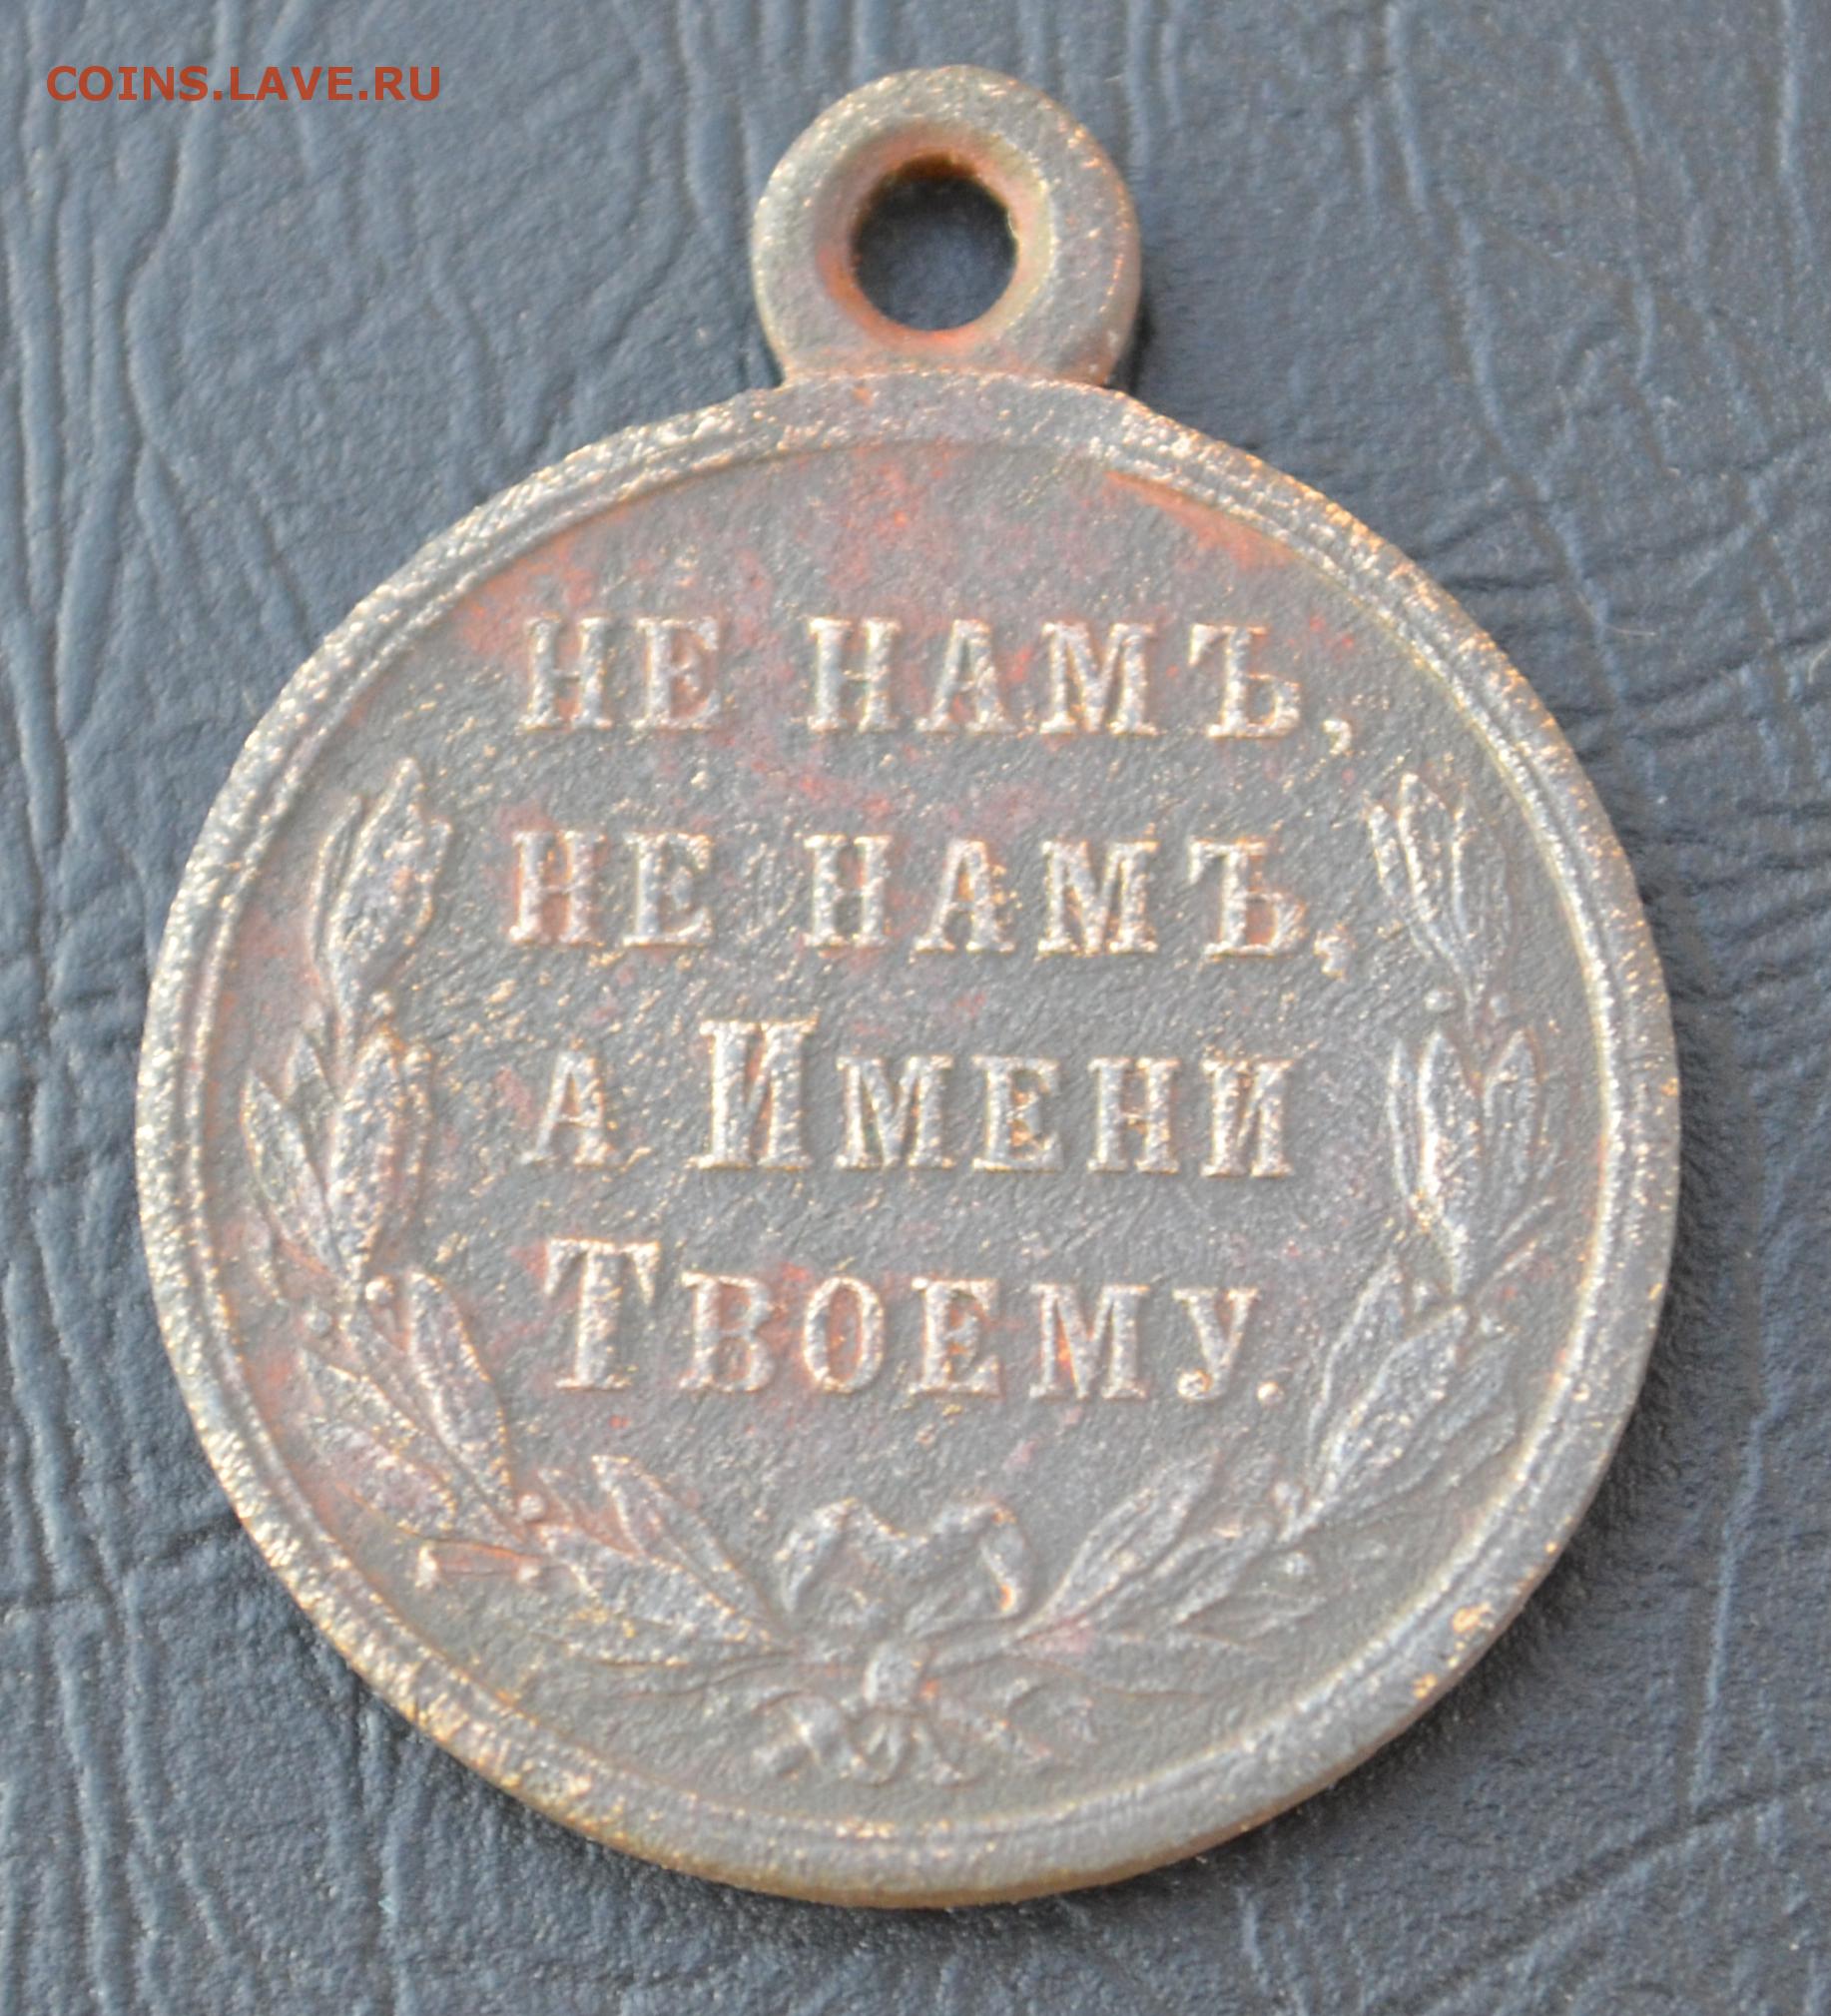 COINS.LAVE.RU
НЕ НАМЪ,
НЕ НАМЪ,
А ИМЕНИ
ТВОЕМУ.